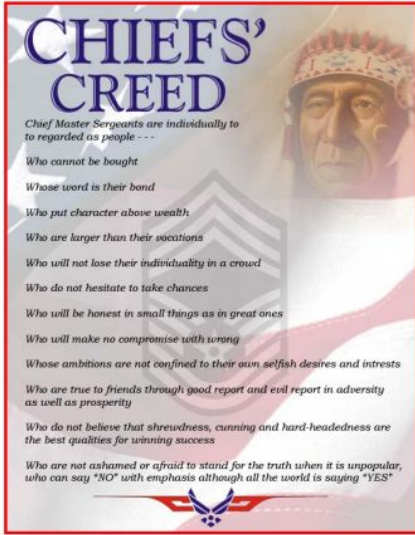 CHIEFS'
CREED
Chief Master Sergeants are individually to
to regarded as people - - -
Who cannot be bought
Whose word is their bond
Who put character above wealth
Who are larger than their vocations
Who will not lose their individuality in a crowd
Who do not hesitate to take chances
Who will be honest in small things as in great ones
Who will make no compromise with wrong
Whose ambitions are not confined to their own selfish desires and intrests
Who are true to friends through good report and evil report in adversity
as well as prosperity
Who do not believe that shrewdness, cunning and hard-headedness are
the best qualities for winning success
Who are not ashamed or afraid to stand for the truth when it is unpopular,
who can say "NO" with emphasis although all the world is saying "YES"